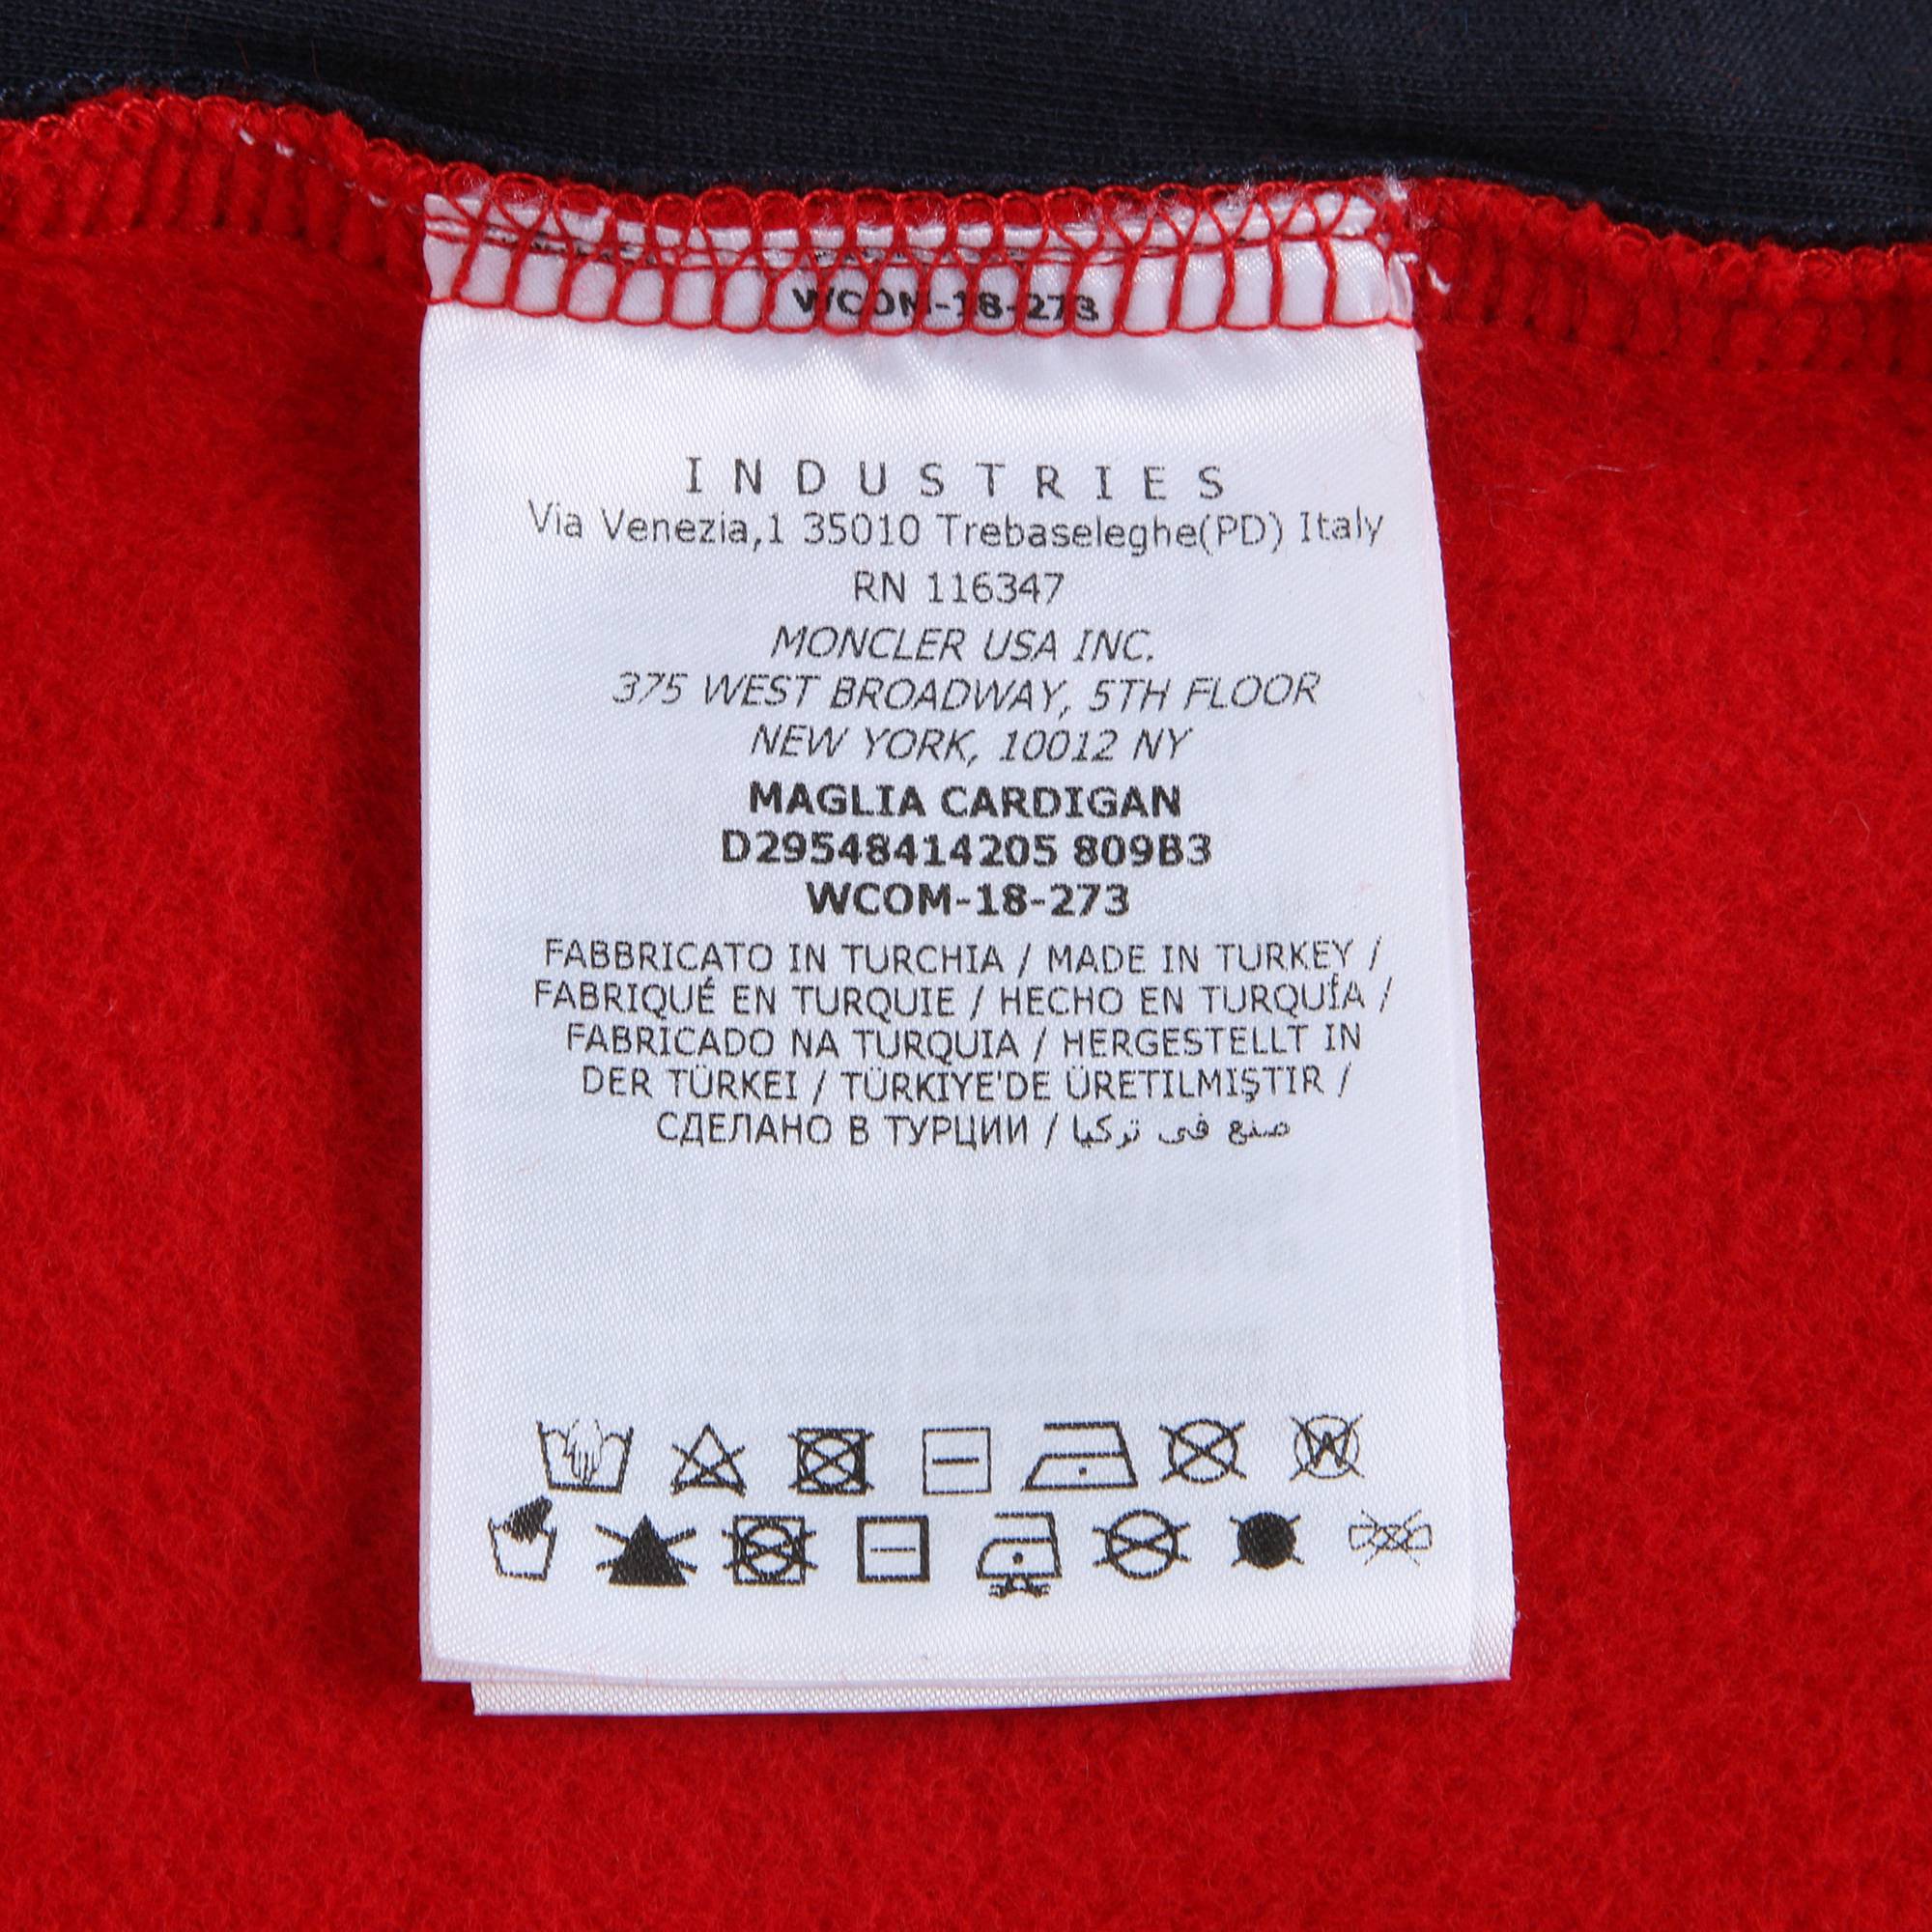 WCOM-18-273
INDUSTRIES
Via Venezia,1 35010 Trebaseleghe(PD) Italy
RN 116347
MONCLER USA INC.
375 WEST BROADWAY, 5TH FLOOR
NEW YORK, 10012 NY
MAGLIA CARDIGAN
D29548414205 809B3
WCOM-18-273
FABBRICATO IN TURCHIA / MADE IN TURKEY /
FABRIQUÉ EN TURQUIE / HECHO EN TURQUÍA /
FABRICADO NA TURQUIA / HERGESTELLT IN
DER TÜRKEI / TÜRKIYE'DE ÜRETILMIŞTIR /
СДЕЛАНО В ТУРЦИИ / صنع في تركيا
W